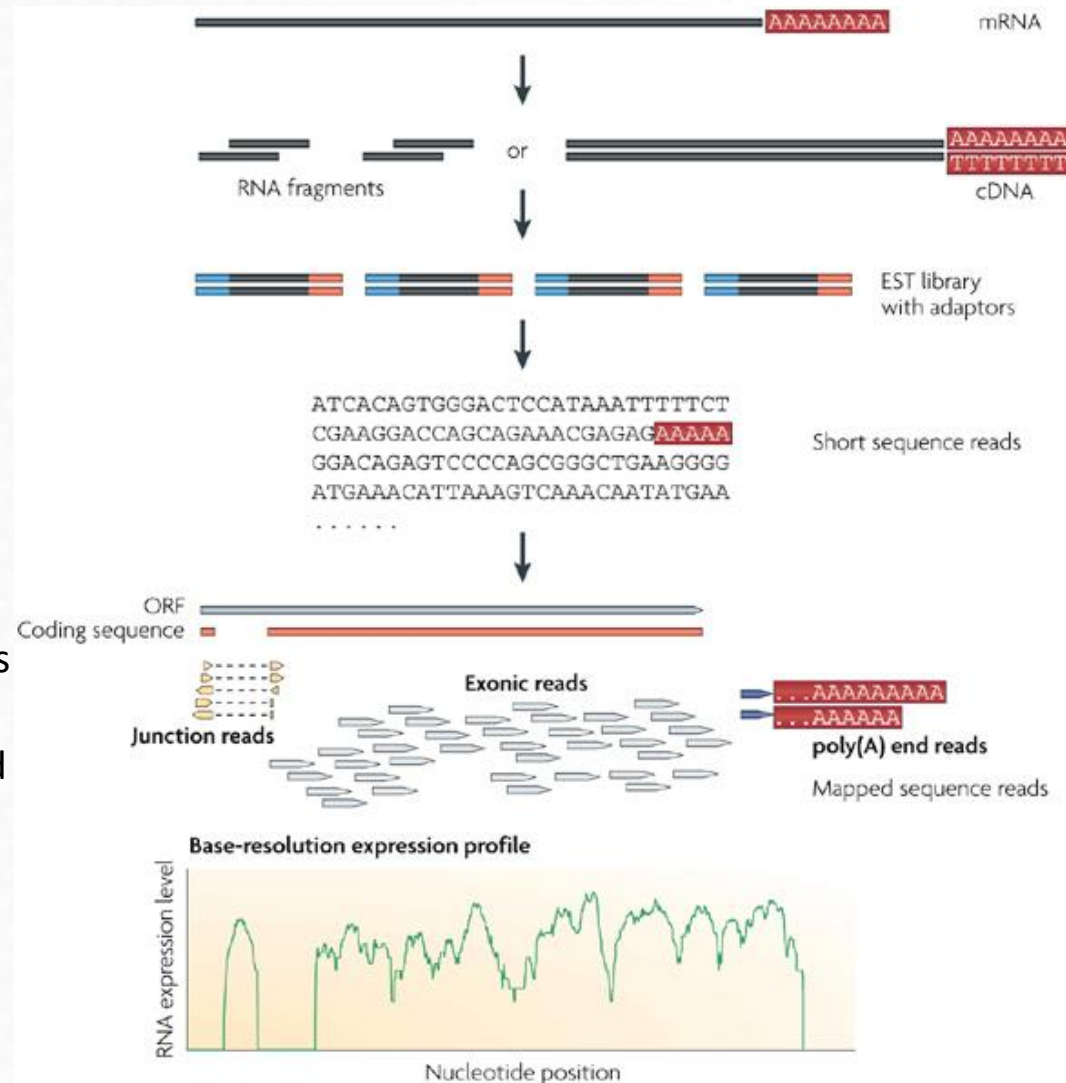 AAAAAAAA mRNA
or
AAAAAAAA
TTTTTTTT
RNA fragments
cDNA
EST library
with adaptors
ATCACAGTGGGACTCCATAAATTTTTCT
CGAAGGACCAGCAGAAACGAGAGAAAAA
GGACAGAGTCCCCAGCGGGCTGAAGGGG
ATGAAACATTAAAGTCAAACAATATGAA
. . . . . .
Short sequence reads
ORF
Coding sequence
s
d
Junction reads
Exonic reads
. . .AAAAAAAAA
. . .AAAAAA
poly(A) end reads
Mapped sequence reads
Base-resolution expression profile
RNA expression level
Nucleotide position